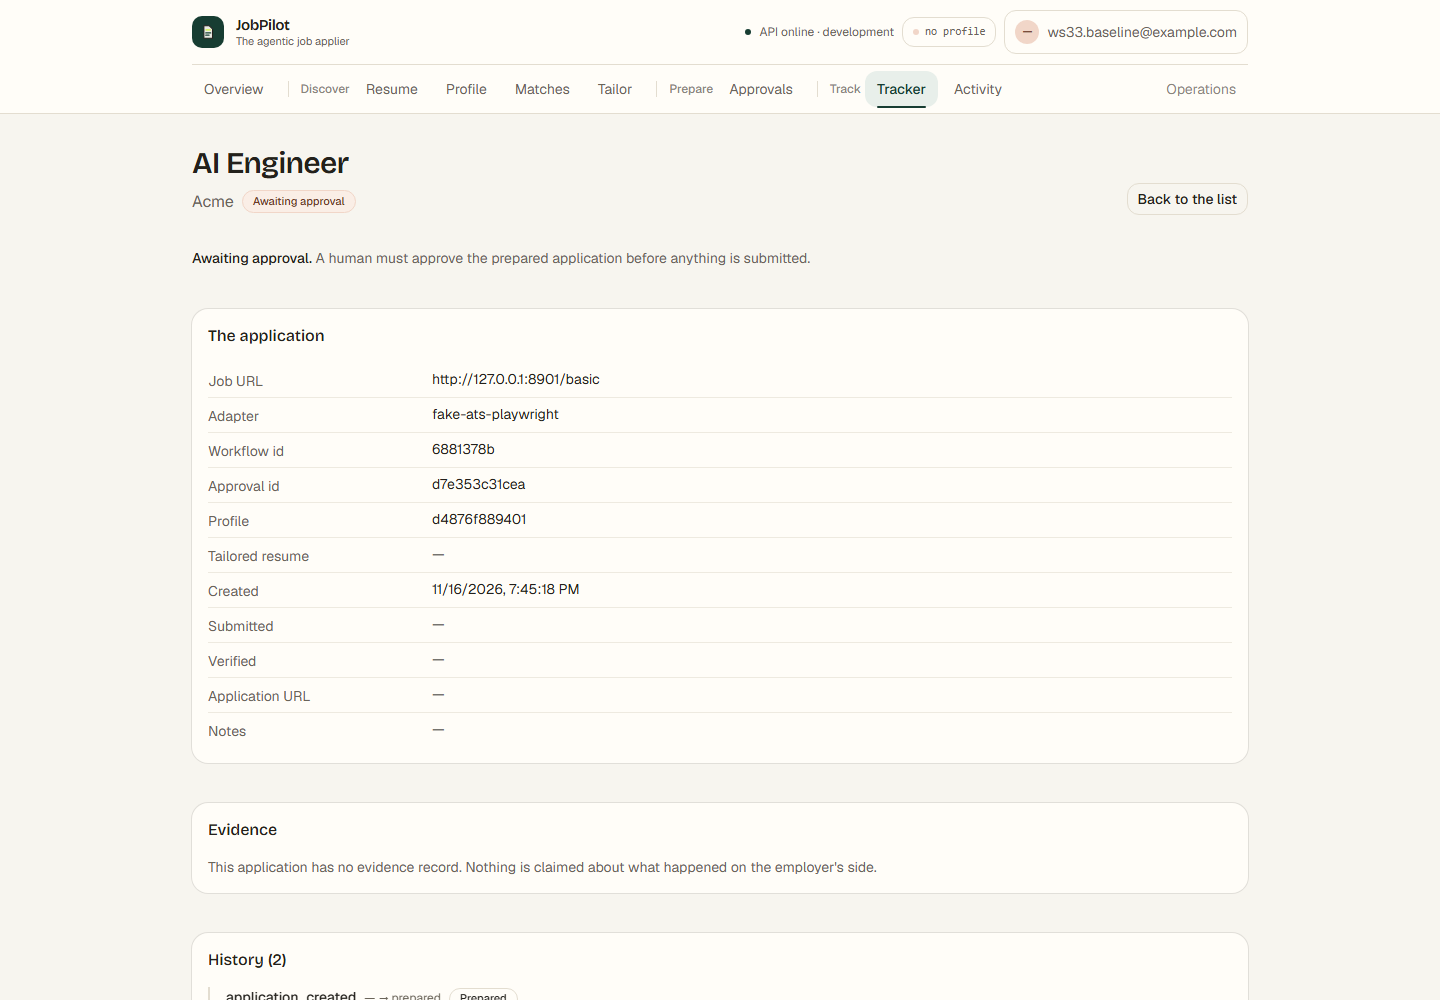 JobPilot
The agentic job applier
API online · development
no profile
— ws33.baseline@example.com
Overview Discover Resume Profile Matches Tailor Prepare Approvals Track Tracker Activity Operations
AI Engineer
Acme Awaiting approval
Back to the list
Awaiting approval. A human must approve the prepared application before anything is submitted.
The application
Job URL http://127.0.0.1:8901/basic
Adapter fake-ats-playwright
Workflow id 6881378b
Approval id d7e353c31cea
Profile d4876f889401
Tailored resume —
Created 11/16/2026, 7:45:18 PM
Submitted —
Verified —
Application URL —
Notes —
Evidence
This application has no evidence record. Nothing is claimed about what happened on the employer's side.
History (2)
application_created — → prepared Prepared